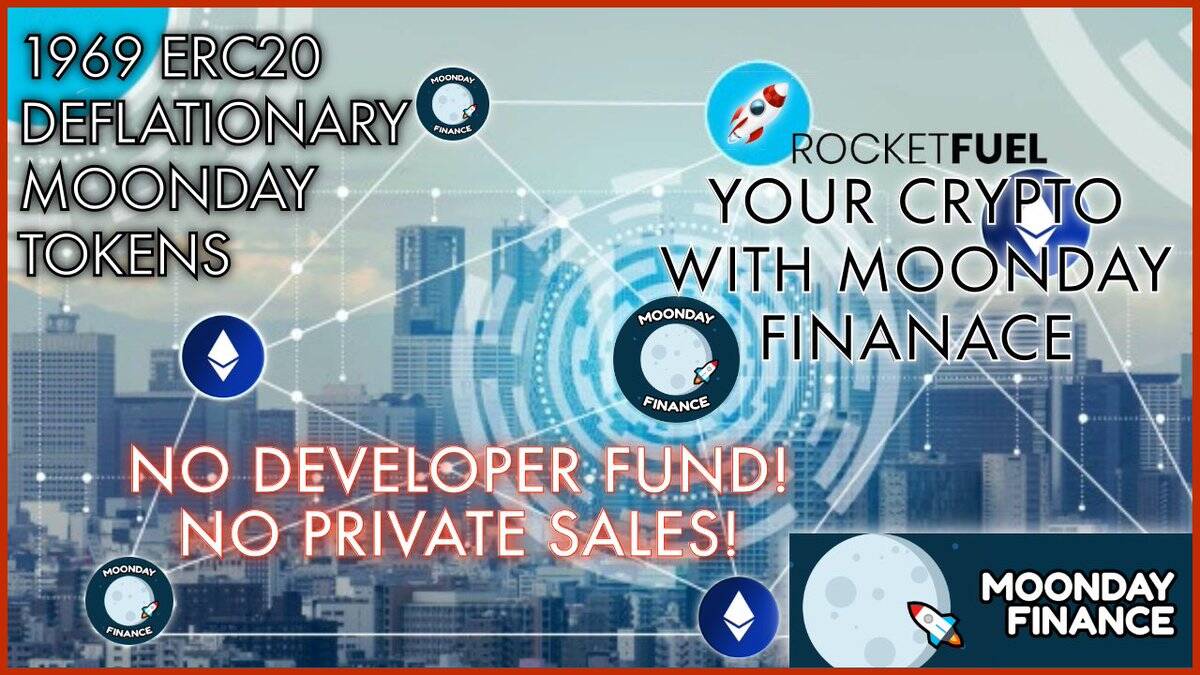 1969 ERC20
DEFLATIONARY
MOONDAY
TOKENS
MOONDAY
FINANCE
ROCKETFUEL
YOUR CRYPTO
WITH MOONDAY
FINANACE
MOONDAY
FINANCE
NO DEVELOPER FUND!
NO PRIVATE SALES!
MOONDAY
FINANCE
MOONDAY
FINANCE